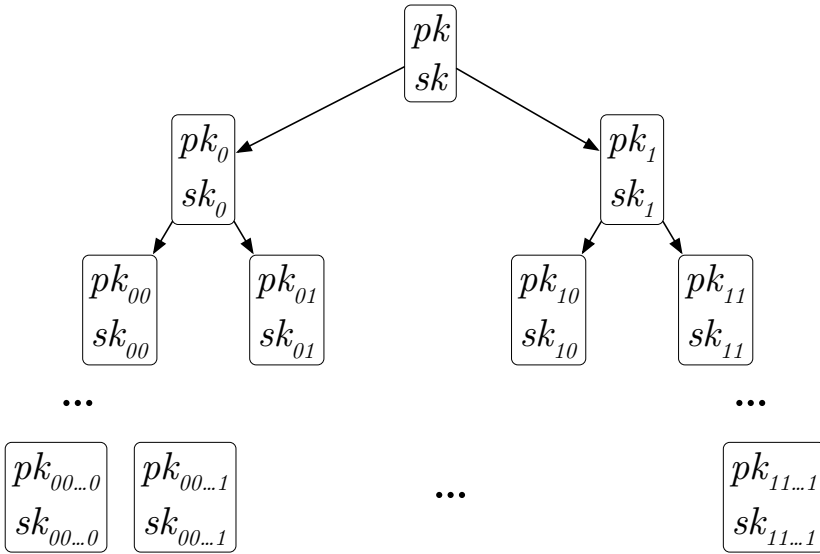 pk
sk
pk_0
sk_0
pk_1
sk_1
pk_00
sk_00
pk_01
sk_01
pk_10
sk_10
pk_11
sk_11
...
...
pk_00...0
sk_00...0
pk_00...1
sk_00...1
...
pk_11...1
sk_11...1